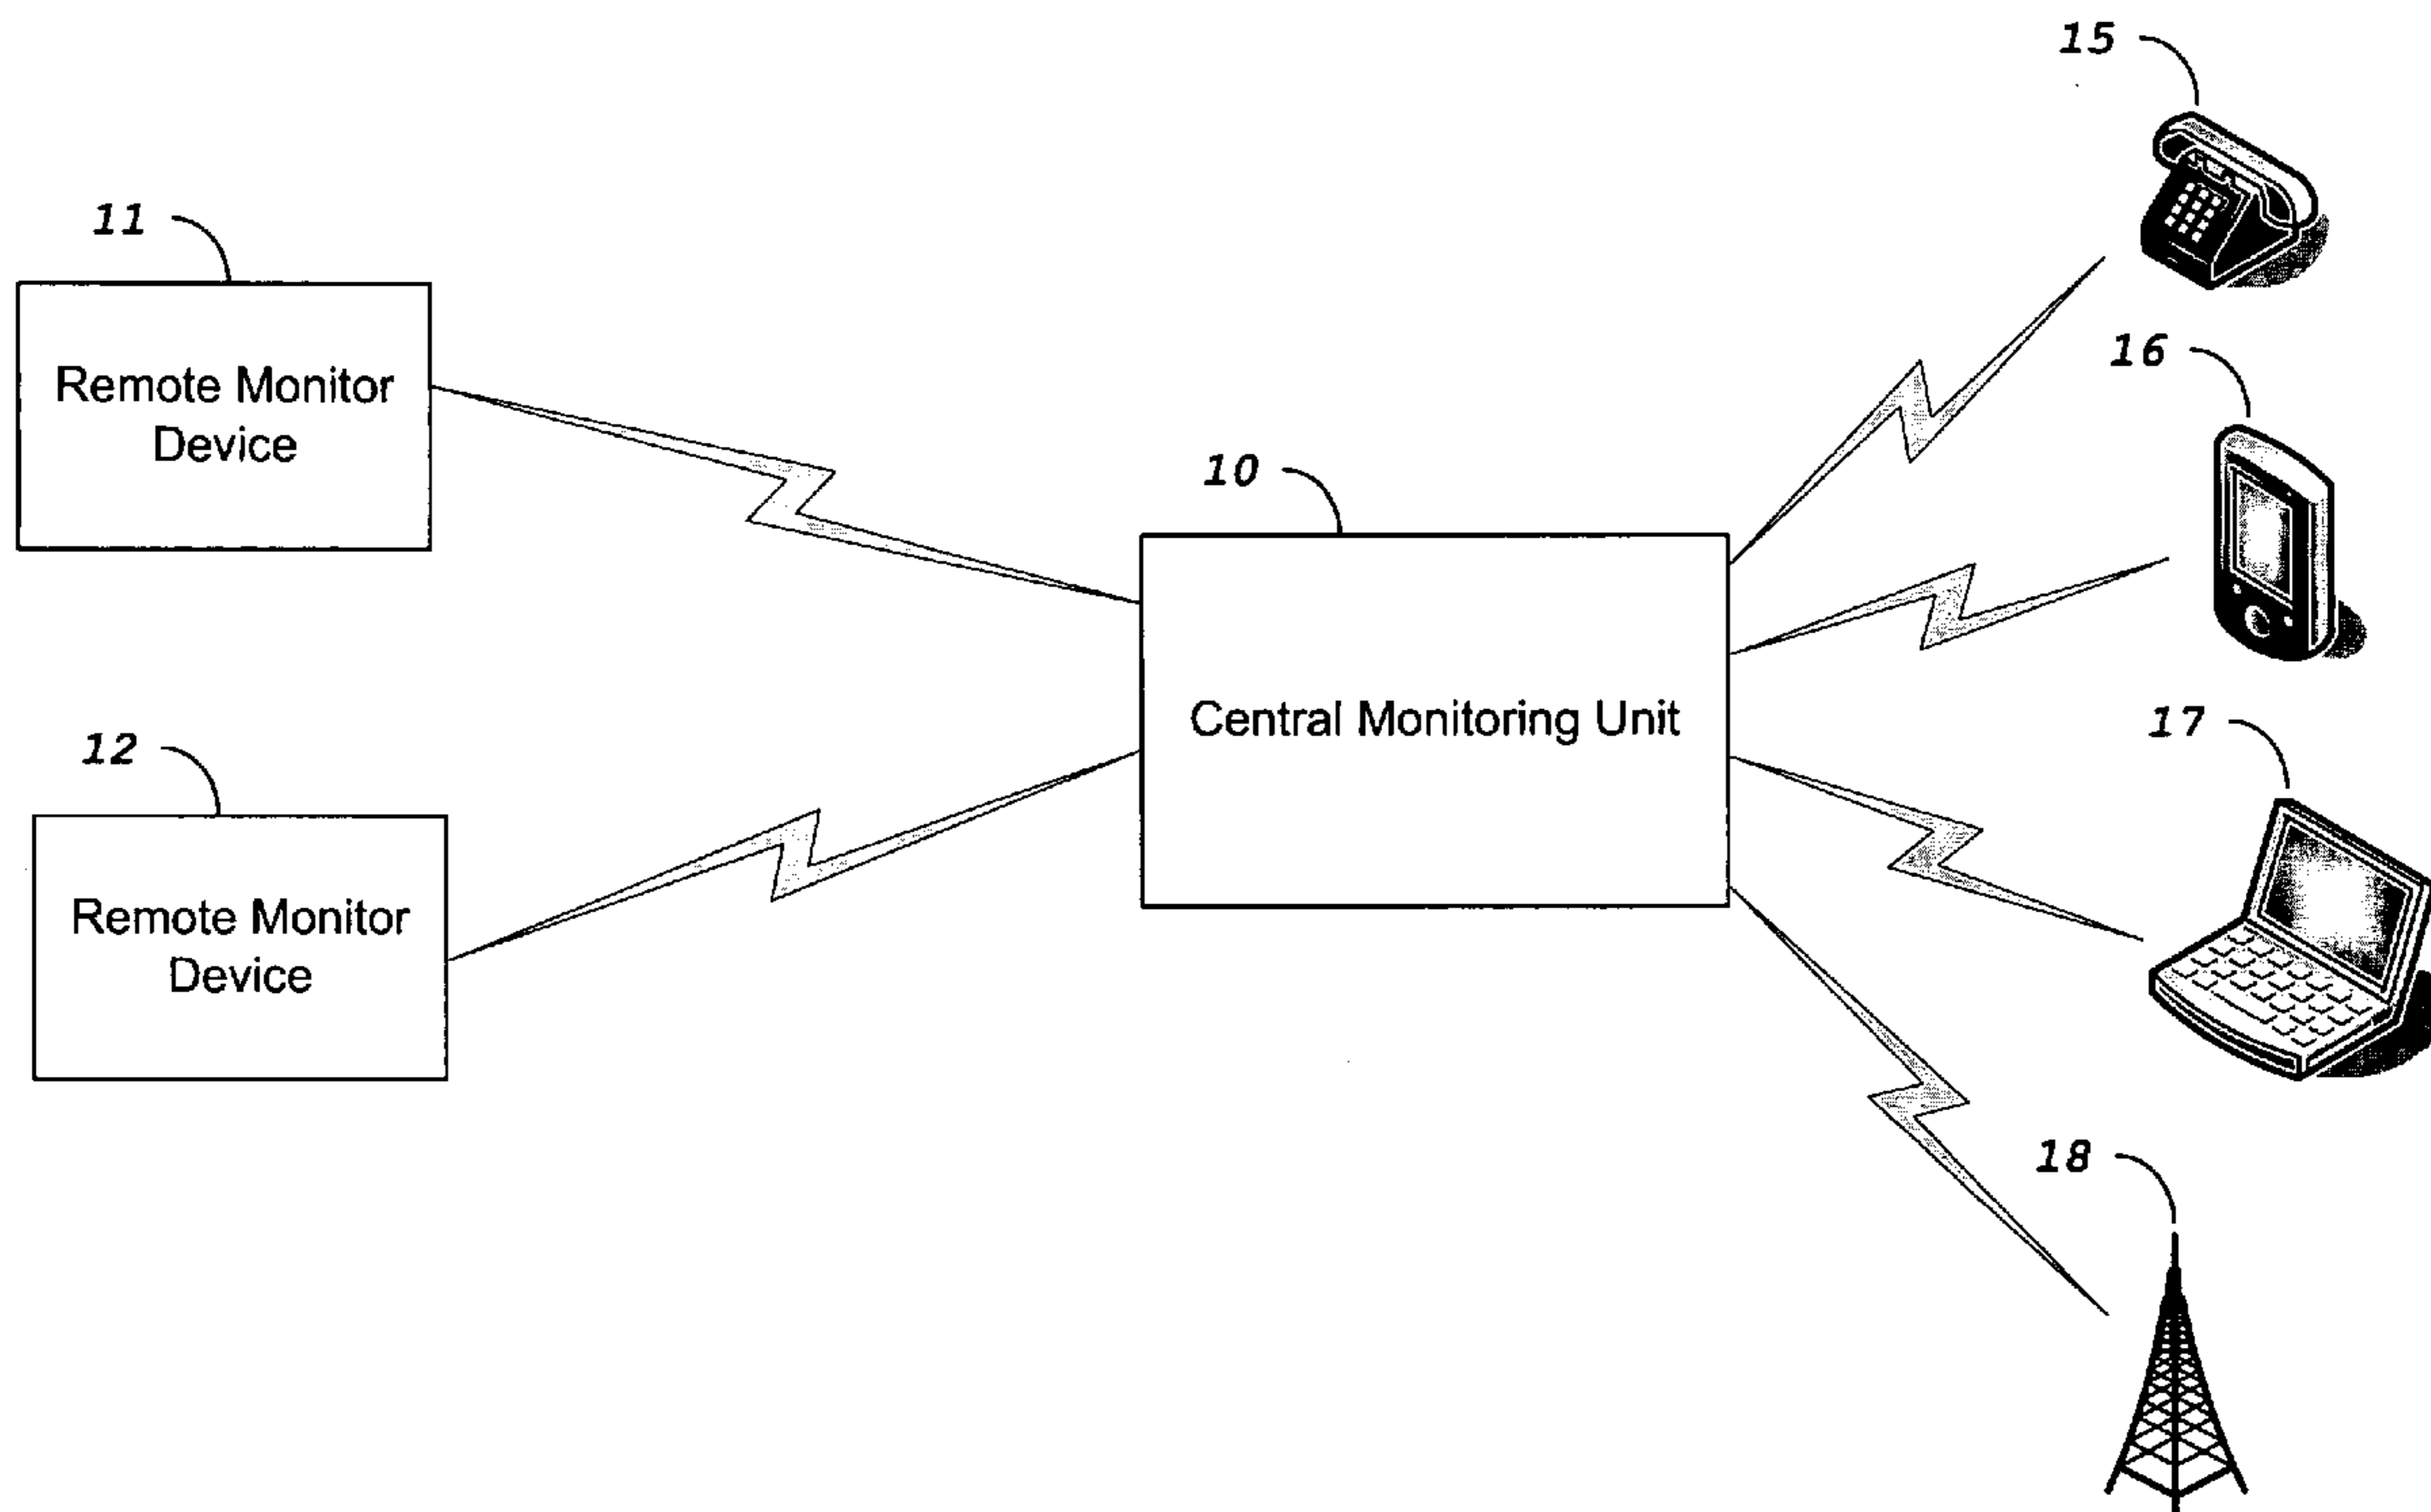 15
11
16
Remote Monitor
Device
10
Central Monitoring Unit
17
12
Remote Monitor
Device
18